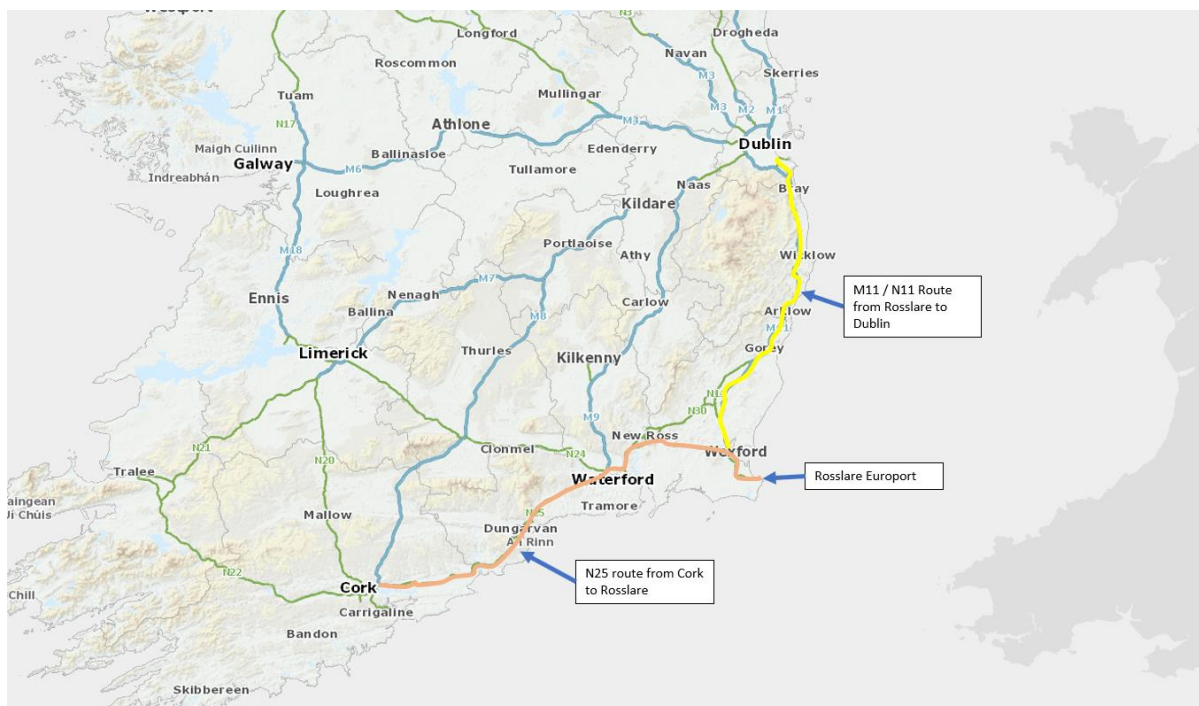 Longford
N3
Drogheda
Roscommon
Navan
M3
Skerries
Tuam
Mullingar
M3
M2
M1
N17
Athlone
M3
Dublin
Maigh Cuilinn
Ballinasloe
Edenderry
Galway
M6
Tullamore
Indreabhán
Naas
Bray
Loughrea
Kildare
Portlaoise
M18
Athy
Wicklow
M7
Ennis
Nenagh
Ballina
M8
Carlow
Arklow
M11 / N11 Route
from Rosslare to
Dublin
Limerick
Thurles
Kilkenny
Gorey
M9
N30
New Ross
Wexford
N21
Clonmel
N24
Tralee
N20
Waterford
Rosslare Europort
Tramore
Mallow
N25
Dungarvan
An Rinn
N22
N25 route from Cork
to Rosslare
Cork
Carrigaline
Bandon
Skibbereen